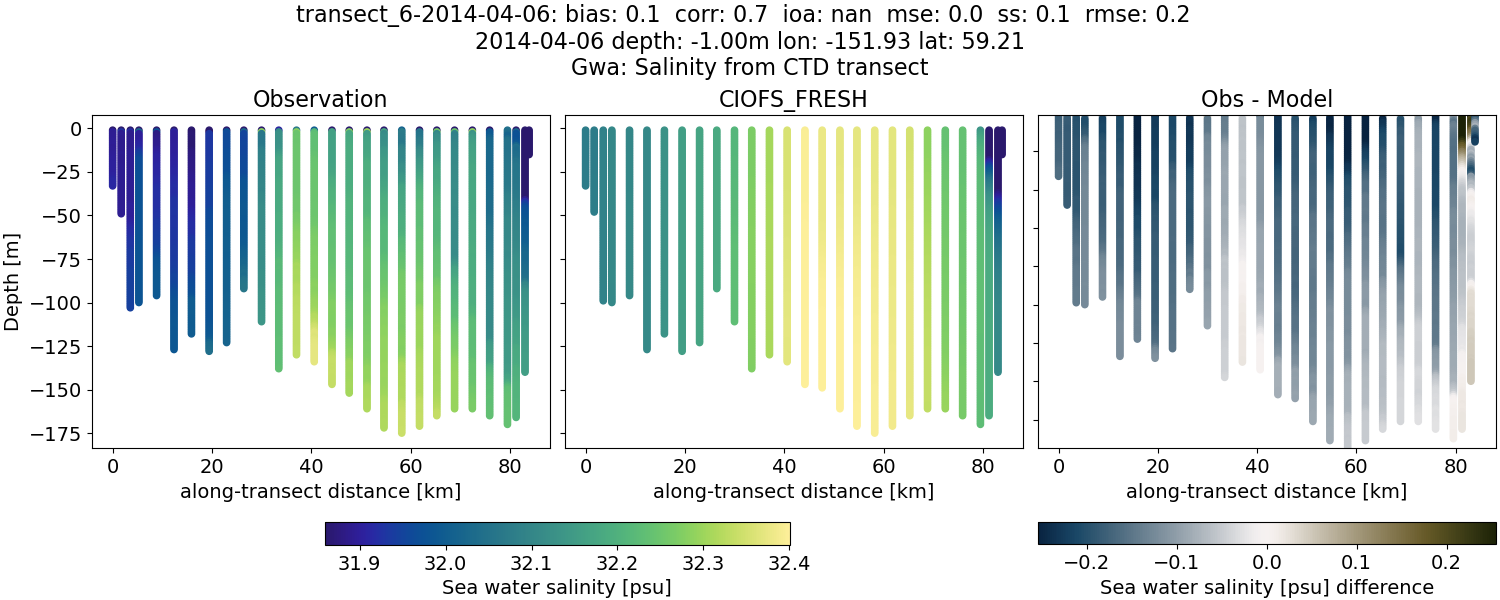 transect_6-2014-04-06: bias: 0.1  corr: 0.7  ioa: nan  mse: 0.0  ss: 0.1  rmse: 0.2
2014-04-06 depth: -1.00m lon: -151.93 lat: 59.21
Gwa: Salinity from CTD transect
Observation
CIOFS_FRESH
Obs - Model
Depth [m]
0
−25
−50
−75
−100
−125
−150
−175
0 20 40 60 80
0 20 40 60 80
0 20 40 60 80
along-transect distance [km]
along-transect distance [km]
along-transect distance [km]
31.9 32.0 32.1 32.2 32.3 32.4
Sea water salinity [psu]
−0.2 −0.1 0.0 0.1 0.2
Sea water salinity [psu] difference